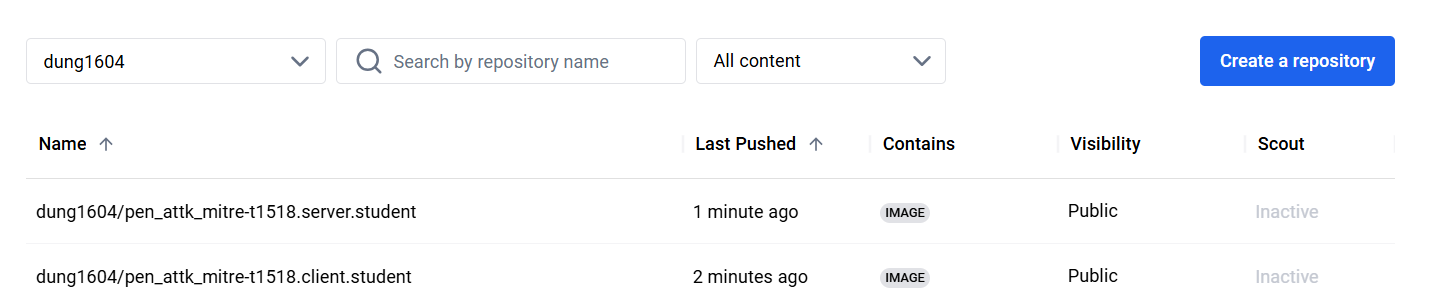 dung1604 Search by repository name All content Create a repository
Name Last Pushed Contains Visibility Scout
dung1604/pen_attk_mitre-t1518.server.student 1 minute ago IMAGE Public Inactive
dung1604/pen_attk_mitre-t1518.client.student 2 minutes ago IMAGE Public Inactive